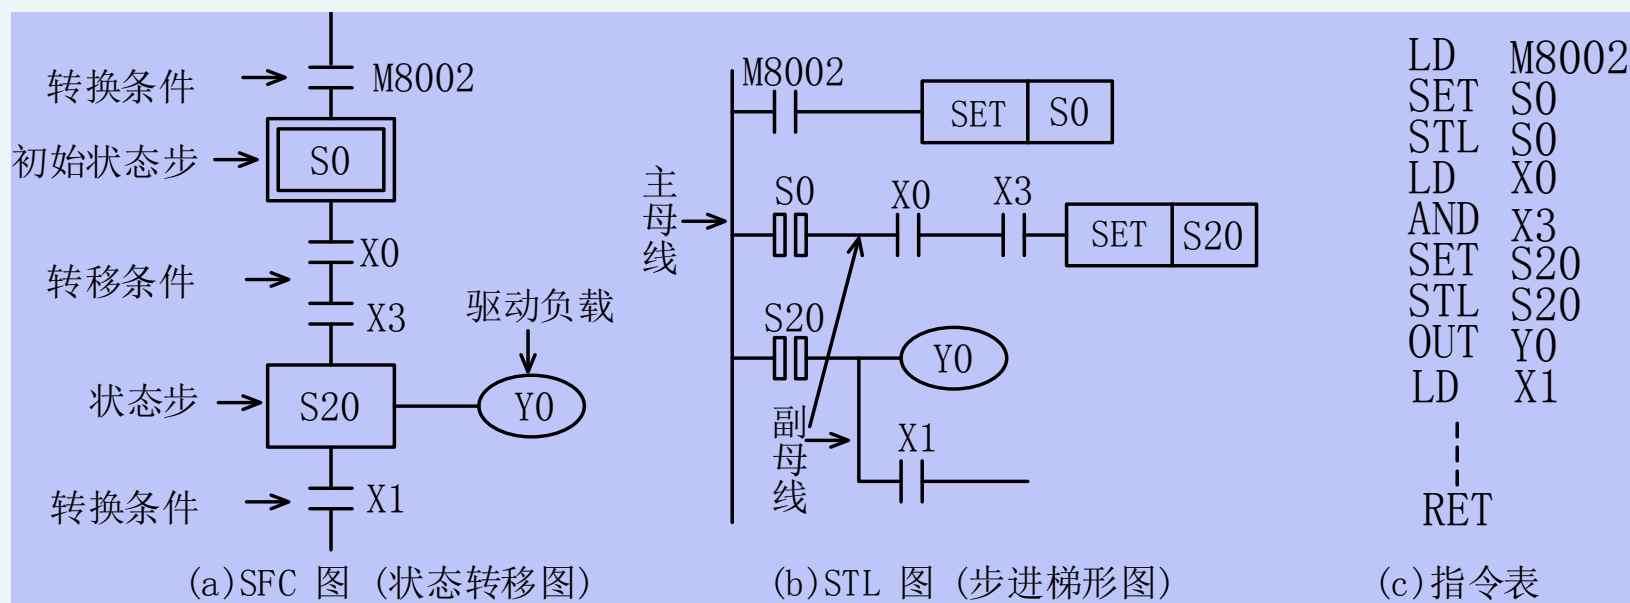 转换条件
M8002
初始状态步
S0
转移条件
X0
X3
驱动负载
状态步
S20
Y0
转换条件
X1
(a)SFC 图 (状态转移图)
M8002
SET S0
主母线
S0 X0 X3
SET S20
S20
Y0
副母线
X1
(b)STL 图 (步进梯形图)
LD M8002
SET S0
STL S0
LD X0
AND X3
SET S20
STL S20
OUT Y0
LD X1
RET
(c)指令表